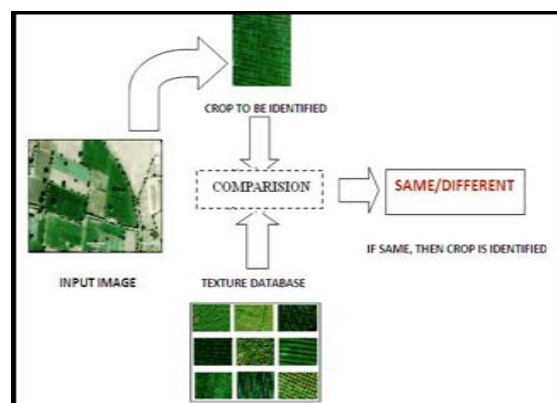 CROP TO BE IDENTIFIED
COMPARISION
SAME/DIFFERENT
IF SAME, THEN CROP IS IDENTIFIED
INPUT IMAGE
TEXTURE DATABASE